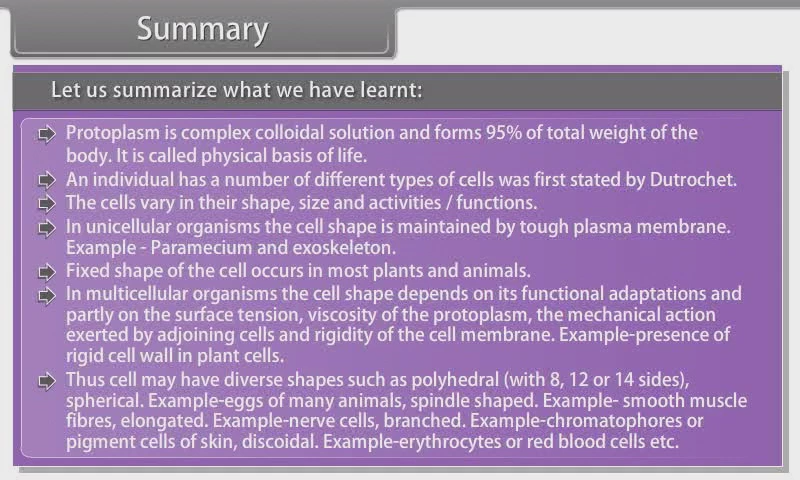 Summary
Let us summarize what we have learnt:
Protoplasm is complex colloidal solution and forms 95% of total weight of the
body. It is called physical basis of life.
An individual has a number of different types of cells was first stated by Dutrochet.
The cells vary in their shape, size and activities / functions.
In unicellular organisms the cell shape is maintained by tough plasma membrane.
Example - Paramecium and exoskeleton.
Fixed shape of the cell occurs in most plants and animals.
In multicellular organisms the cell shape depends on its functional adaptations and
partly on the surface tension, viscosity of the protoplasm, the mechanical action
exerted by adjoining cells and rigidity of the cell membrane. Example-presence of
rigid cell wall in plant cells.
Thus cell may have diverse shapes such as polyhedral (with 8, 12 or 14 sides),
spherical. Example-eggs of many animals, spindle shaped. Example- smooth muscle
fibres, elongated. Example-nerve cells, branched. Example-chromatophores or
pigment cells of skin, discoidal. Example-erythrocytes or red blood cells etc.